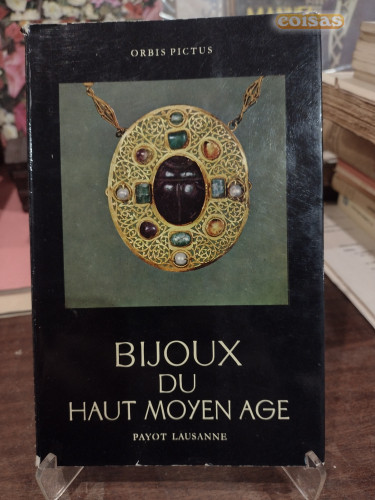 coisas
ORBIS PICTUS
BIJOUX
DU
HAUT MOYEN AGE
PAYOT LAUSANNE